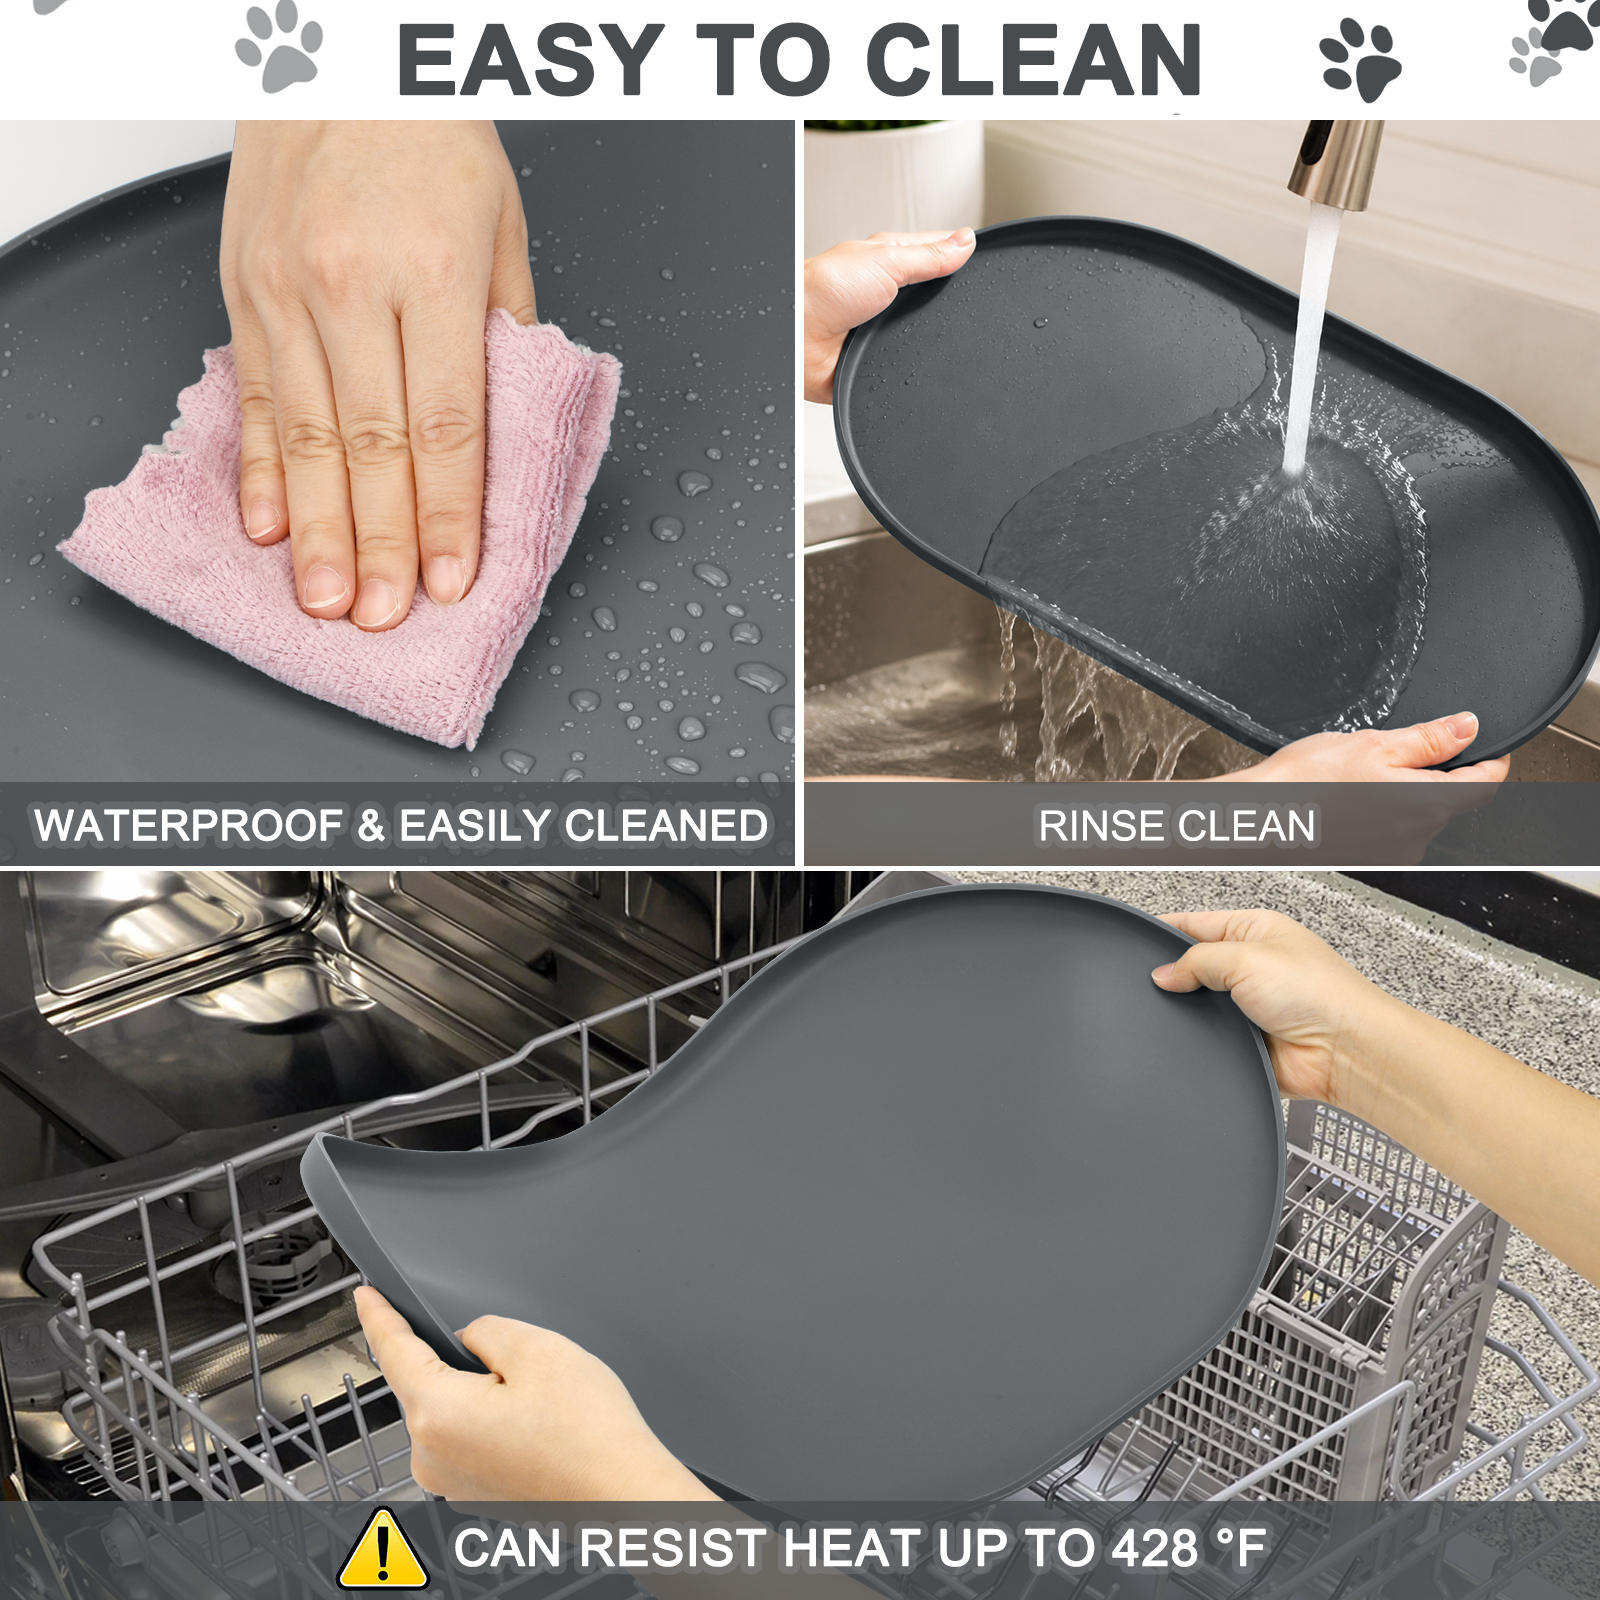 EASY TO CLEAN
WATERPROOF & EASILY CLEANED
RINSE CLEAN
CAN RESIST HEAT UP TO 428 °F